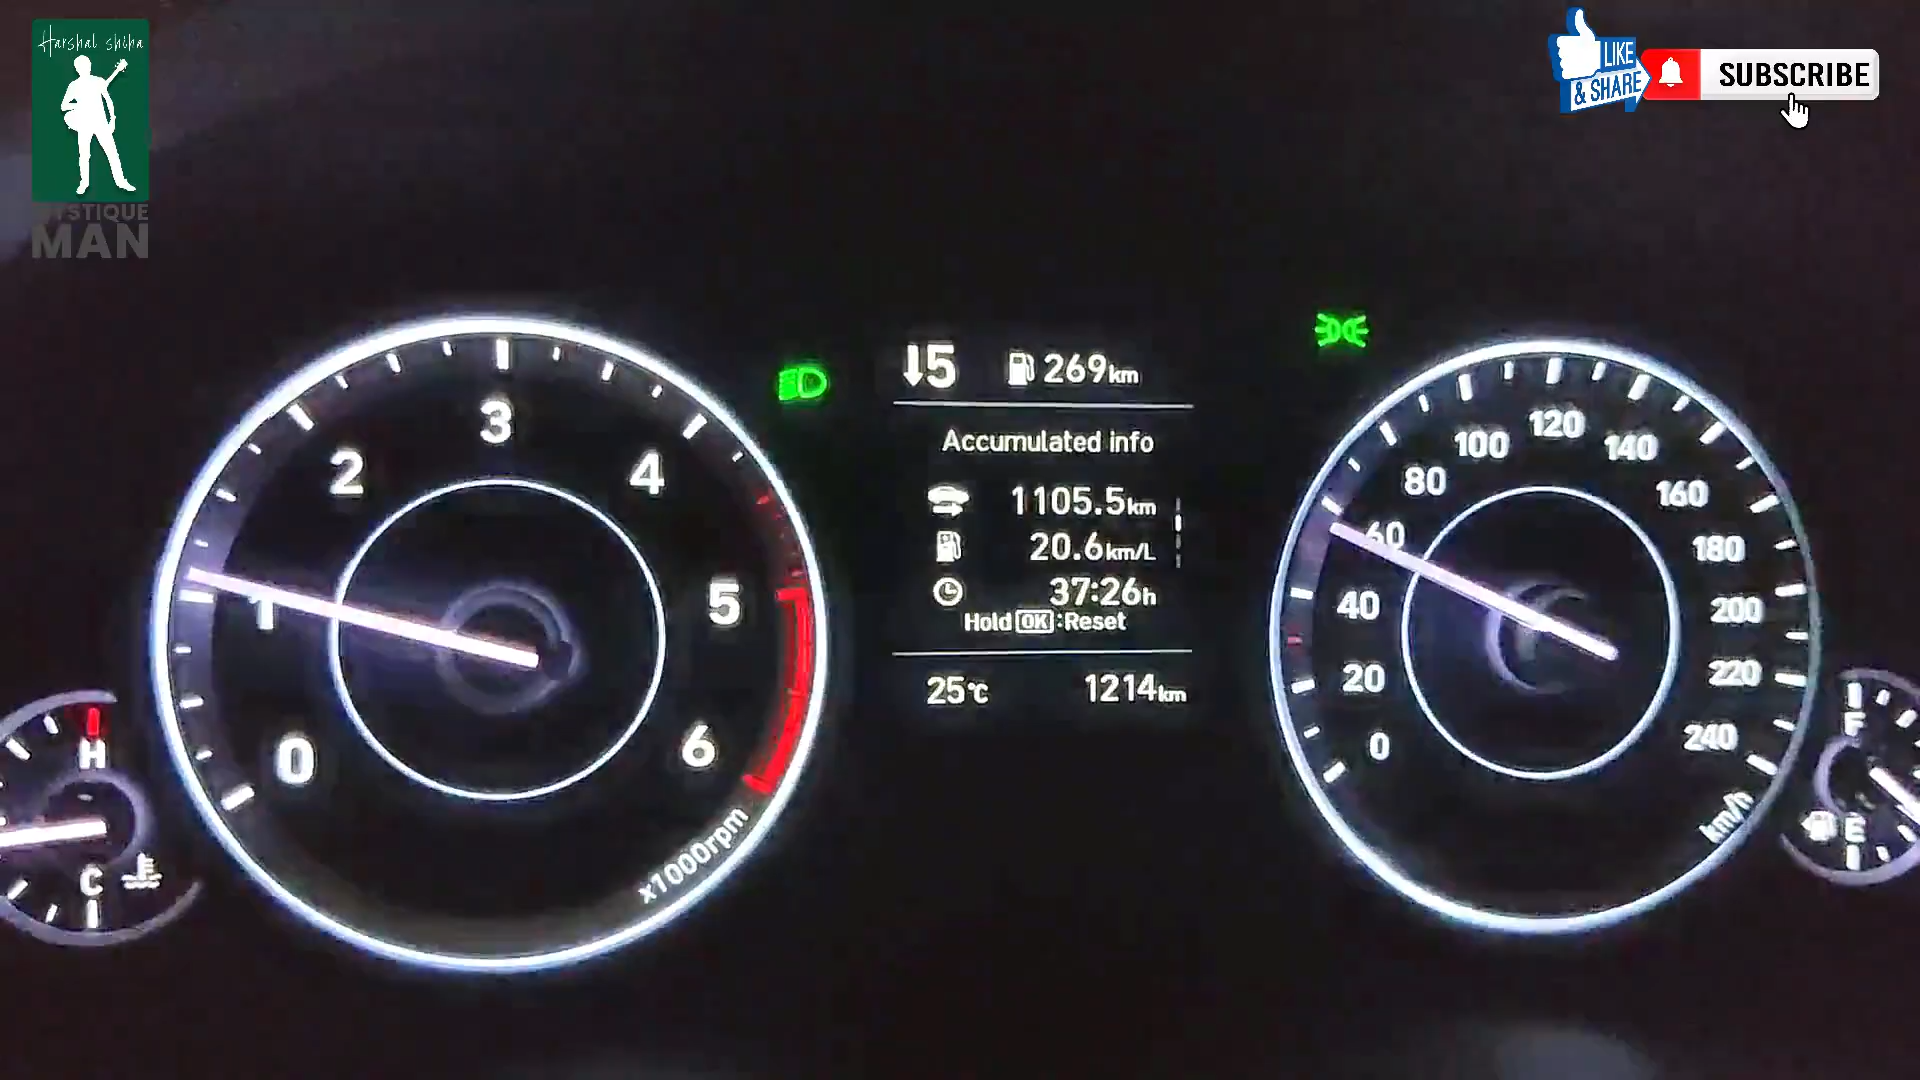 Harshal shiha
MYSTIQUE
MAN
LIKE
& SHARE
SUBSCRIBE
↓5 269km
Accumulated info
1105.5km
20.6km/L
37:26h
Hold OK :Reset
25°C 1214km
0 1 2 3 4 5 6
x1000rpm
0 20 40 60 80 100 120 140 160 180 200 220 240
km/h
H
C
F
E